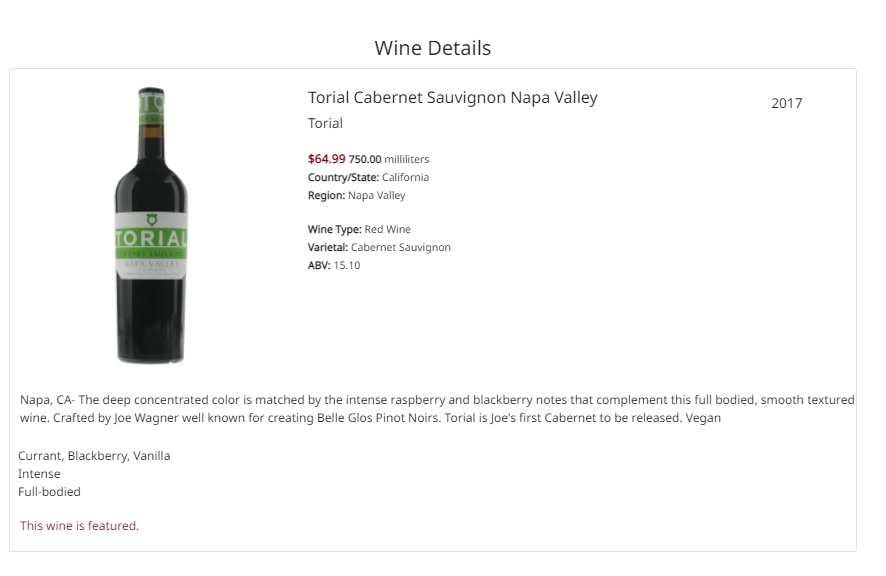 Wine Details
Torial Cabernet Sauvignon Napa Valley
2017
Torial
$64.99 750.00 milliliters
Country/State: California
Region: Napa Valley
Wine Type: Red Wine
Varietal: Cabernet Sauvignon
ABV: 15.10
TORIAL
CABERNET SAUVIGNON
NAPA VALLEY
Napa, CA- The deep concentrated color is matched by the intense raspberry and blackberry notes that complement this full bodied, smooth textured
wine. Crafted by Joe Wagner well known for creating Belle Glos Pinot Noirs. Torial is Joe's first Cabernet to be released. Vegan
Currant, Blackberry, Vanilla
Intense
Full-bodied
This wine is featured.